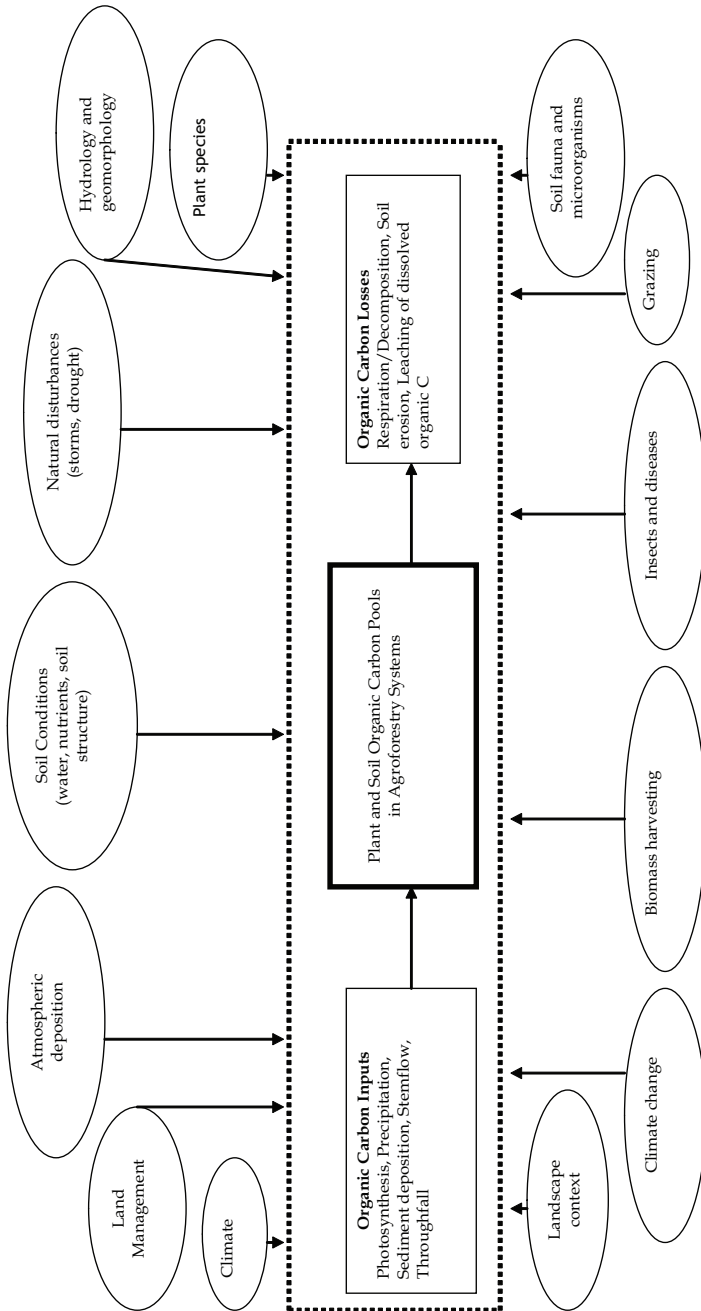 Climate
Land
Management
Atmospheric
deposition
Soil Conditions
(water, nutrients, soil
structure)
Natural disturbances
(storms, drought)
Hydrology and
geomorphology
Plant species
Organic Carbon Inputs
Photosynthesis, Precipitation,
Sediment deposition, Stemflow,
Throughfall
Plant and Soil Organic Carbon Pools
in Agroforestry Systems
Organic Carbon Losses
Respiration/Decomposition, Soil
erosion, Leaching of dissolved
organic C
Landscape
context
Climate change
Biomass harvesting
Insects and diseases
Grazing
Soil fauna and
microorganisms